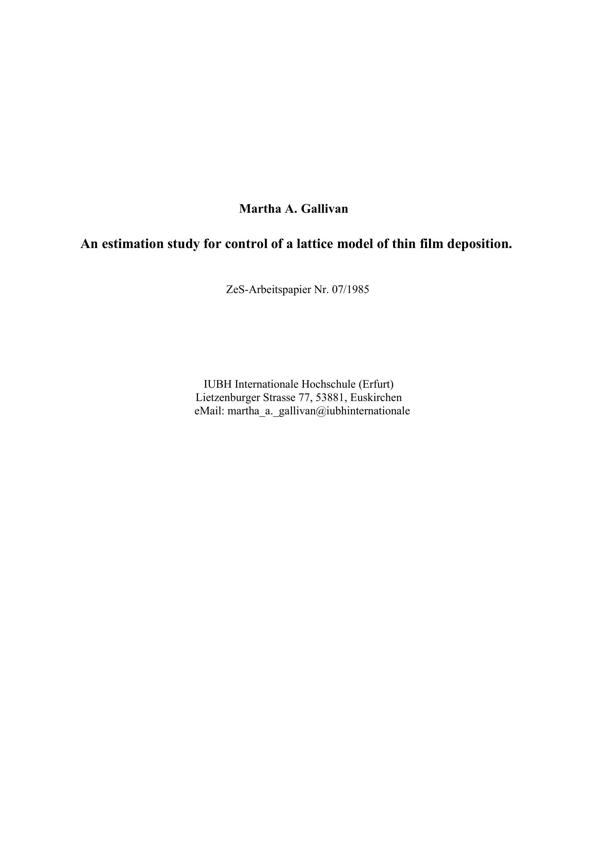 Martha A. Gallivan
An estimation study for control of a lattice model of thin film deposition.
ZeS-Arbeitspapier Nr. 07/1985
IUBH Internationale Hochschule (Erfurt)
Lietzenburger Strasse 77, 53881, Euskirchen
eMail: martha_a._gallivan@iubhinternationale